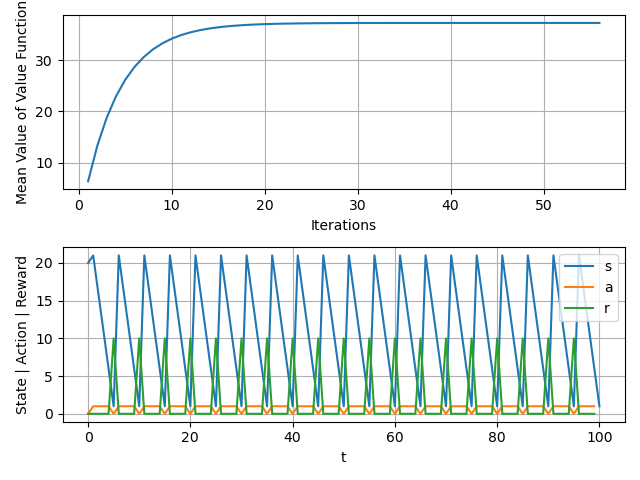 Mean Value of Value Function
30
20
10
0 10 20 30 40 50
Iterations
State | Action | Reward
20
15
10
5
0
s
a
r
0 20 40 60 80 100
t